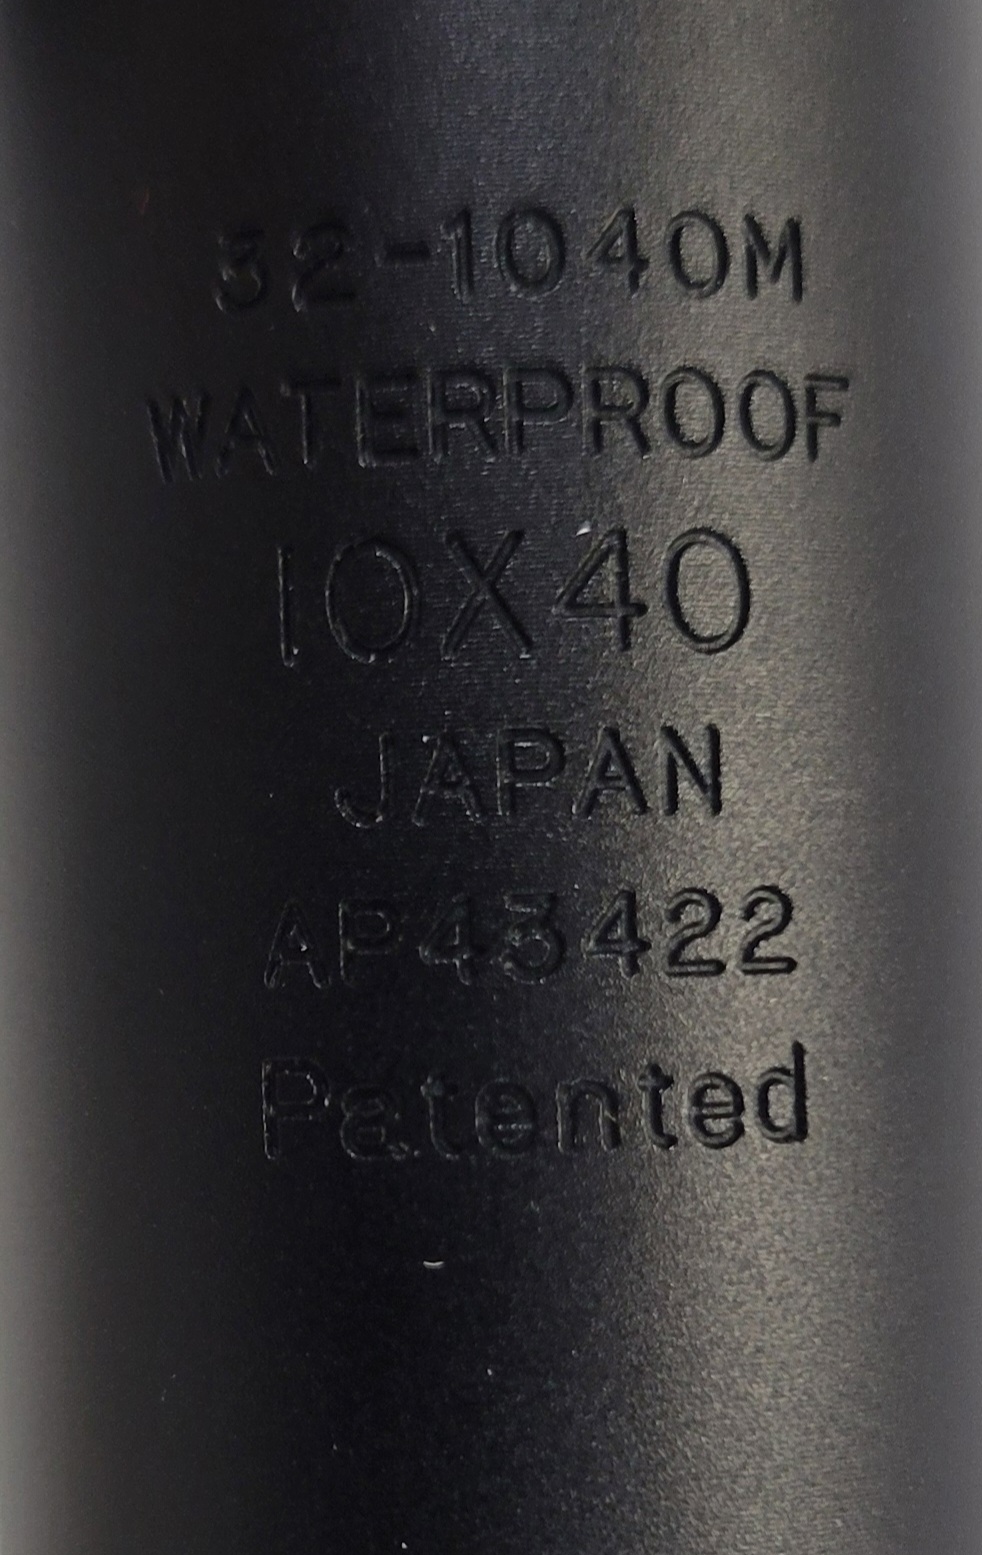 32-1040M
WATERPROOF
10X40
JAPAN
AP43422
Patented